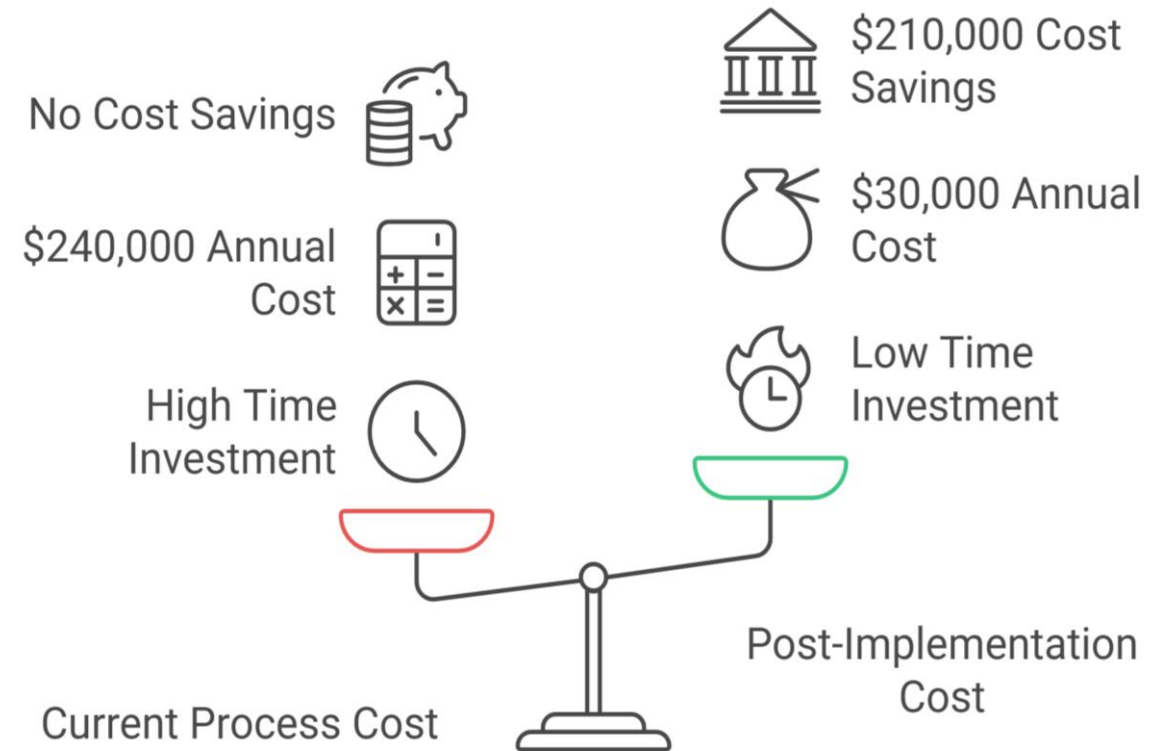 No Cost Savings
$240,000 Annual
Cost
High Time
Investment
Current Process Cost
$210,000 Cost
Savings
$30,000 Annual
Cost
Low Time
Investment
Post-Implementation
Cost